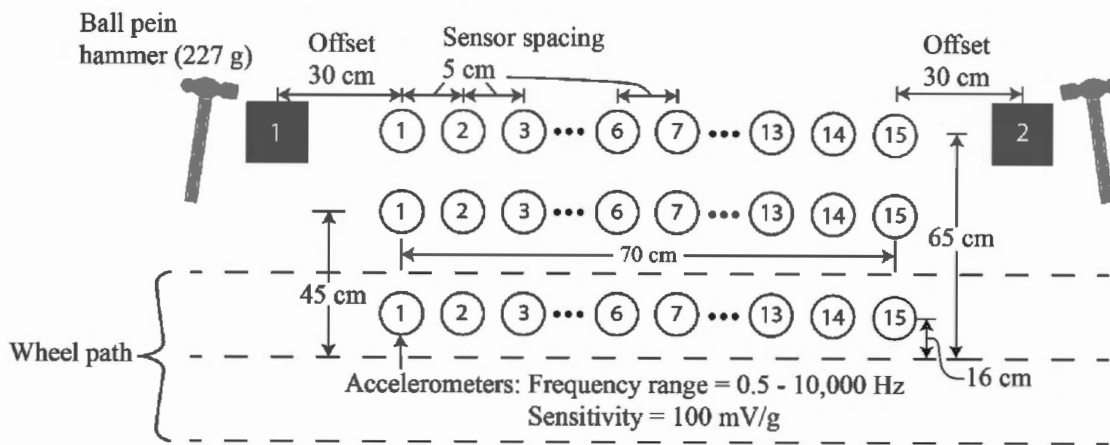 Ball pein
hammer (227 g)
Offset
30 cm
Sensor spacing
5 cm
Offset
30 cm
1
1 2 3 ••• 6 7 ••• 13 14 15
2
1 2 3 ••• 6 7 ••• 13 14 15
70 cm
65 cm
45 cm
1 2 3 ••• 6 7 ••• 13 14 15
Wheel path
16 cm
Accelerometers: Frequency range = 0.5 - 10,000 Hz
Sensitivity = 100 mV/g